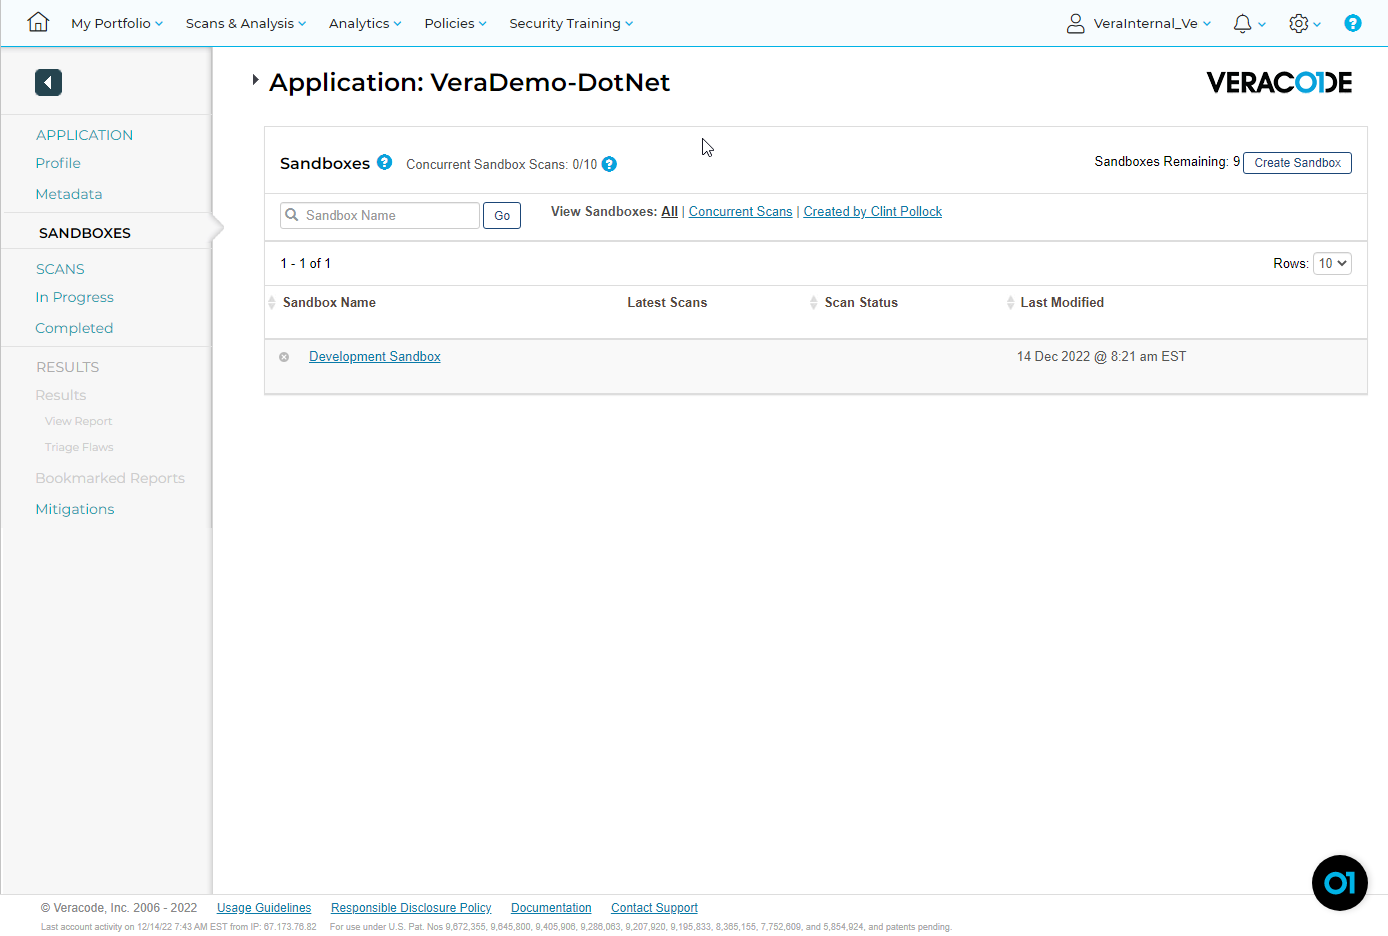 My Portfolio Scans & Analysis Analytics Policies Security Training VeraInternal_Ve
Application: VeraDemo-DotNet
VERACODE
APPLICATION
Profile
Metadata
SANDBOXES
SCANS
In Progress
Completed
RESULTS
Results
View Report
Triage Flaws
Bookmarked Reports
Mitigations
Sandboxes ? Concurrent Sandbox Scans: 0/10 ? Sandboxes Remaining: 9 Create Sandbox
Sandbox Name Go View Sandboxes: All | Concurrent Scans | Created by Clint Pollock
1 - 1 of 1 Rows: 10
Sandbox Name Latest Scans Scan Status Last Modified
Development Sandbox 14 Dec 2022 @ 8:21 am EST
01
© Veracode, Inc. 2006 - 2022 Usage Guidelines Responsible Disclosure Policy Documentation Contact Support
Last account activity on 12/14/22 7:43 AM EST from IP: 67.173.76.82 For use under U.S. Pat. Nos 9,672,355, 9,645,800, 9,405,906, 9,286,063, 9,207,920, 9,195,833, 8,365,155, 7,752,609, and 5,854,924, and patents pending.